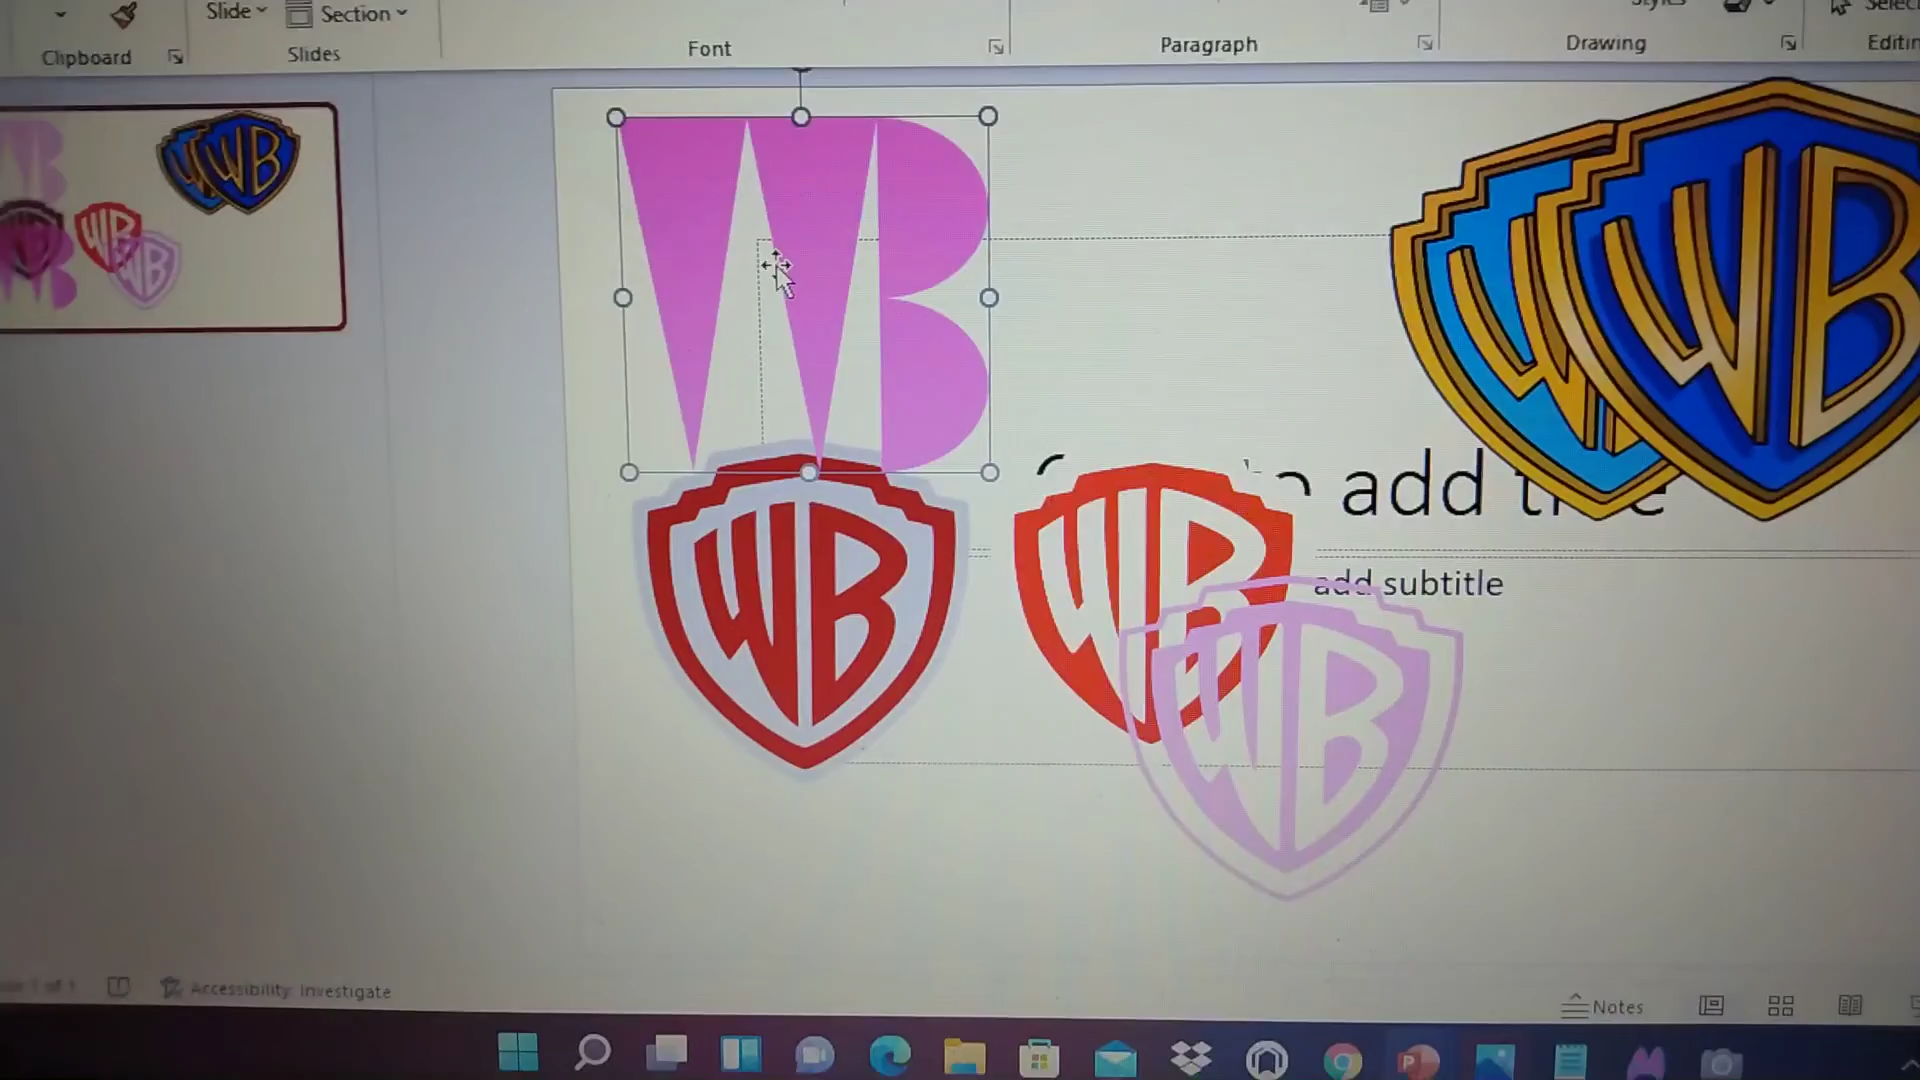 Slide
Section
Clipboard
Slides
Font
Paragraph
Drawing
WB
WB
WB
WB
WB
W
WB
add
add subtitle
Accessibility: Investigate
Notes